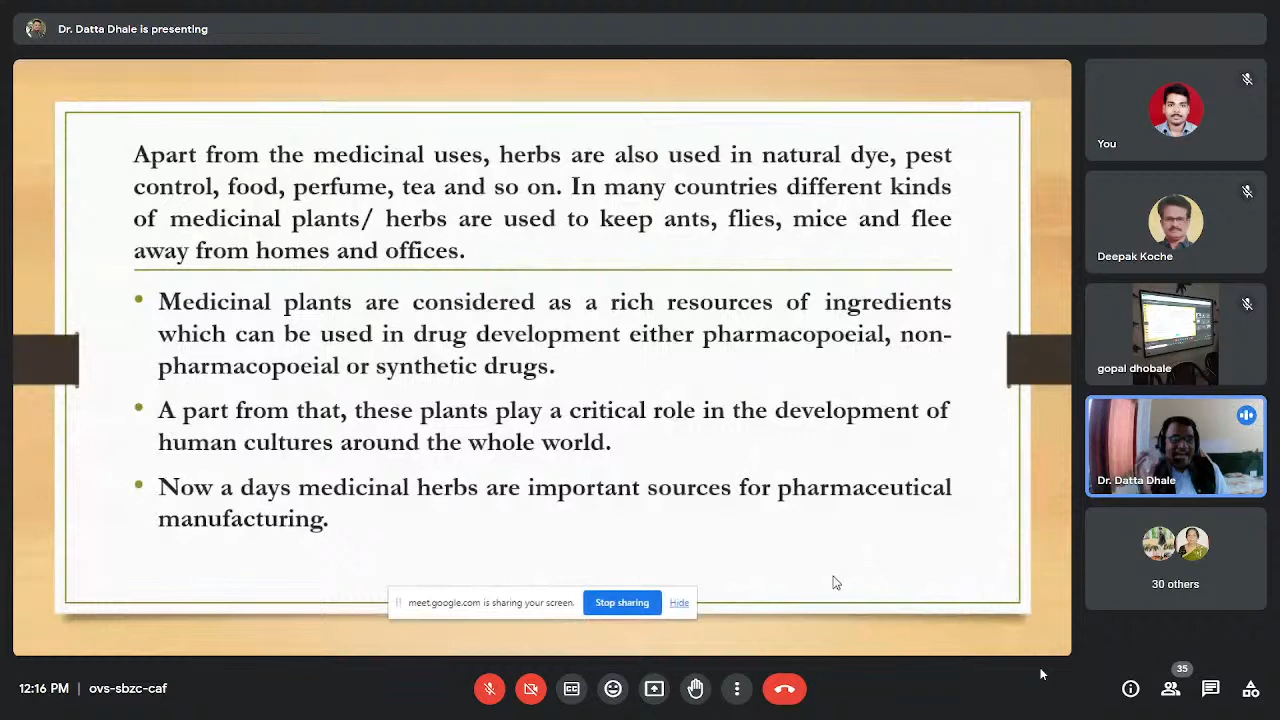 Dr. Datta Dhale is presenting
Apart from the medicinal uses, herbs are also used in natural dye, pest
control, food, perfume, tea and so on. In many countries different kinds
of medicinal plants/ herbs are used to keep ants, flies, mice and flee
away from homes and offices.
• Medicinal plants are considered as a rich resources of ingredients
which can be used in drug development either pharmacopoeial, non-
pharmacopoeial or synthetic drugs.
• A part from that, these plants play a critical role in the development of
human cultures around the whole world.
• Now a days medicinal herbs are important sources for pharmaceutical
manufacturing.
meet.google.com is sharing your screen. Stop sharing Hide
You
Deepak Koche
gopal dhobale
Dr. Datta Dhale
30 others
12:16 PM | ovs-sbzc-caf
35